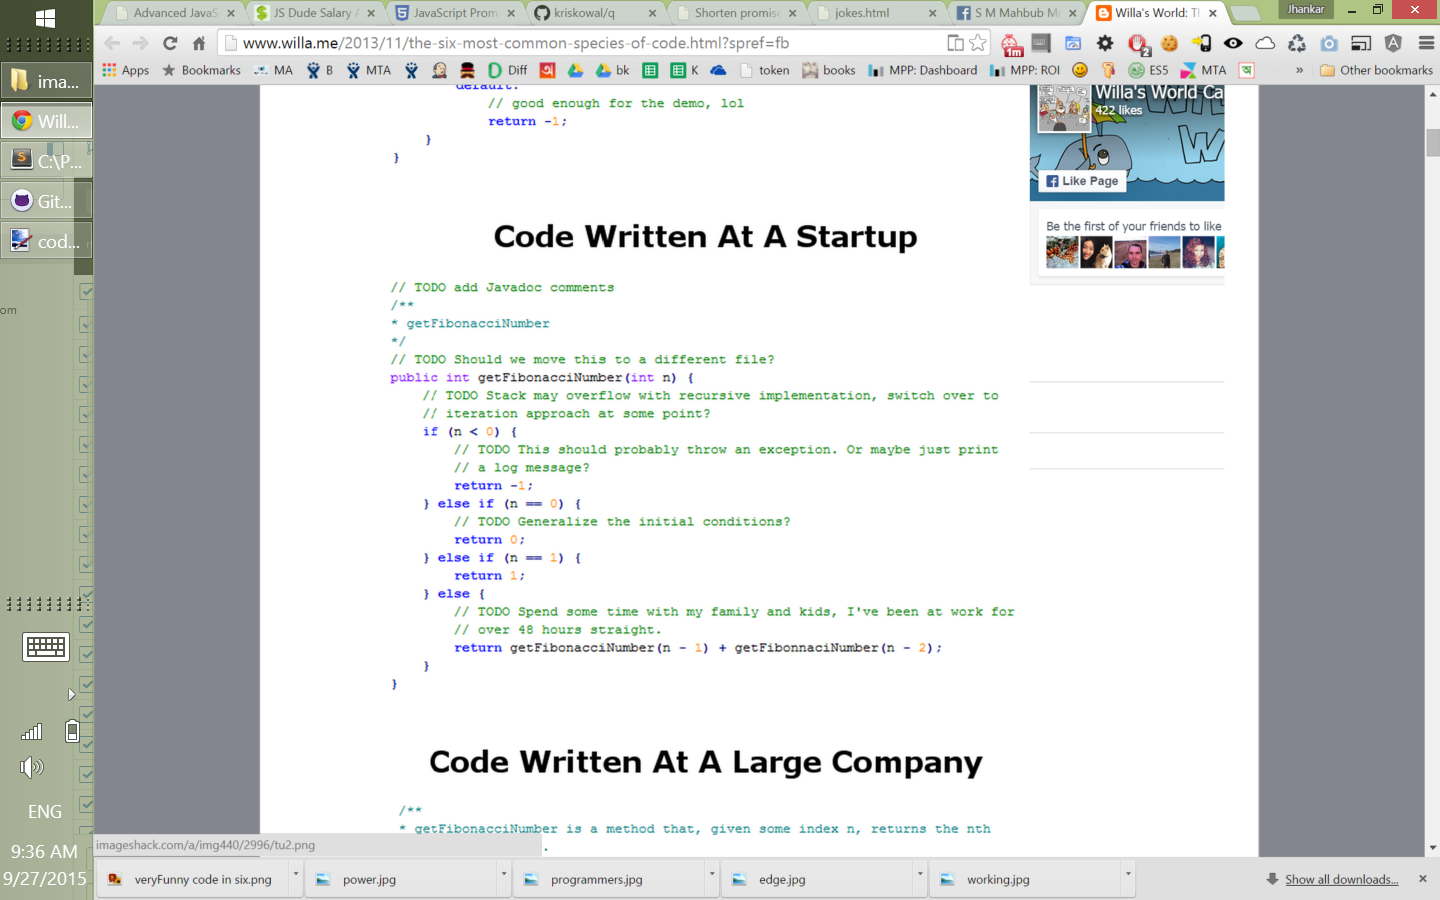 Advanced JavaS
JS Dude Salary
JavaScript Prom
kriskowal/q
Shorten promise
jokes.html
S M Mahbub M
Willa's World: T
Jhankar
www.willa.me/2013/11/the-six-most-common-species-of-code.html?spref=fb
1m
2
Apps
Bookmarks
MA
B
MTA
Diff
bk
K
token
books
MPP: Dashboard
MPP: ROI
ES5
MTA
»
Other bookmarks
ima...
Will...
C:\P...
Git...
cod...
om
ENG
9:36 AM
9/27/2015
default:
// good enough for the demo, lol
return -1;
}
}
Code Written At A Startup
// TODO add Javadoc comments
/**
* getFibonacciNumber
*/
// TODO Should we move this to a different file?
public int getFibonacciNumber(int n) {
// TODO Stack may overflow with recursive implementation, switch over to
// iteration approach at some point?
if (n < 0) {
// TODO This should probably throw an exception. Or maybe just print
// a log message?
return -1;
} else if (n == 0) {
// TODO Generalize the initial conditions?
return 0;
} else if (n == 1) {
return 1;
} else {
// TODO Spend some time with my family and kids, I've been at work for
// over 48 hours straight.
return getFibonacciNumber(n - 1) + getFibonnaciNumber(n - 2);
}
}
Code Written At A Large Company
/**
* getFibonacciNumber is a method that, given some index n, returns the nth
Willa's World Ca
422 likes
Like Page
Be the first of your friends to like
imageshack.com/a/img440/2996/tu2.png
veryFunny code in six.png
power.jpg
programmers.jpg
edge.jpg
working.jpg
Show all downloads...